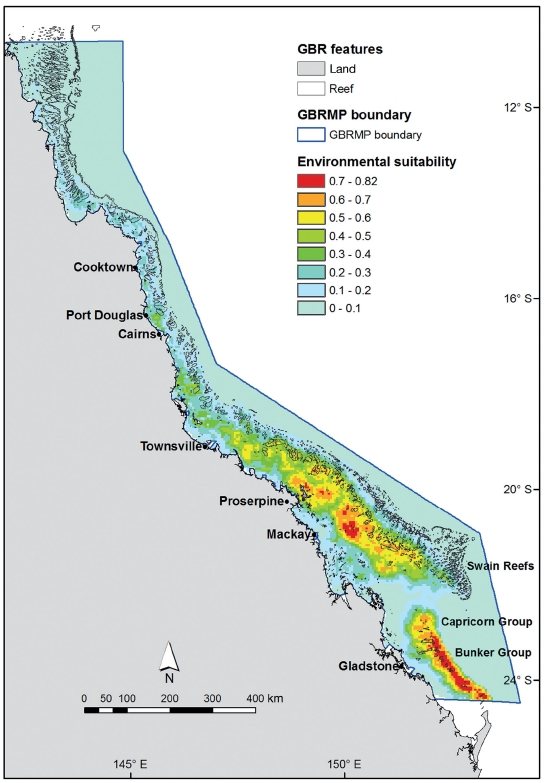 GBR features
Land
Reef
GBRMP boundary
GBRMP boundary
Environmental suitability
0.7 - 0.82
0.6 - 0.7
0.5 - 0.6
0.4 - 0.5
0.3 - 0.4
0.2 - 0.3
0.1 - 0.2
0 - 0.1
12° S
16° S
20° S
24° S
Cooktown
Port Douglas
Cairns
Townsville
Proserpine
Mackay
Swain Reefs
Capricorn Group
Bunker Group
Gladstone
N
0 50 100 200 300 400 km
145° E
150° E